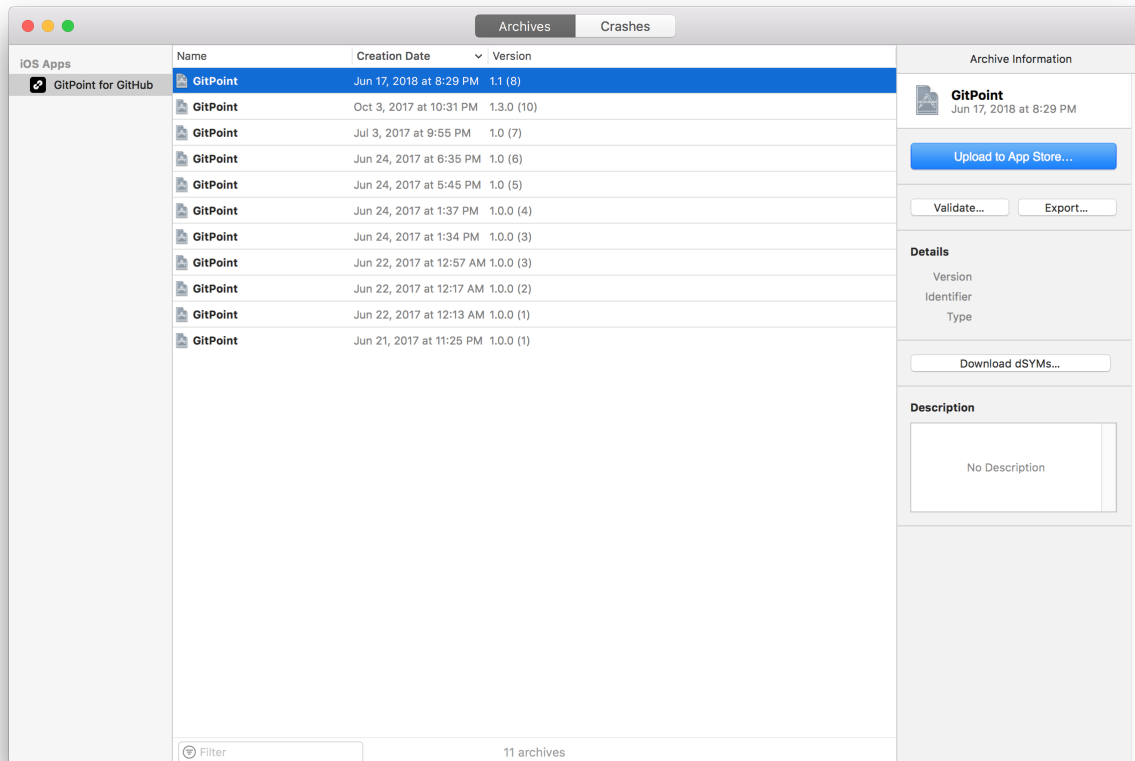 Archives Crashes
iOS Apps
GitPoint for GitHub
Name Creation Date Version
GitPoint Jun 17, 2018 at 8:29 PM 1.1 (8)
GitPoint Oct 3, 2017 at 10:31 PM 1.3.0 (10)
GitPoint Jul 3, 2017 at 9:55 PM 1.0 (7)
GitPoint Jun 24, 2017 at 6:35 PM 1.0 (6)
GitPoint Jun 24, 2017 at 5:45 PM 1.0 (5)
GitPoint Jun 24, 2017 at 1:37 PM 1.0.0 (4)
GitPoint Jun 24, 2017 at 1:34 PM 1.0.0 (3)
GitPoint Jun 22, 2017 at 12:57 AM 1.0.0 (3)
GitPoint Jun 22, 2017 at 12:17 AM 1.0.0 (2)
GitPoint Jun 22, 2017 at 12:13 AM 1.0.0 (1)
GitPoint Jun 21, 2017 at 11:25 PM 1.0.0 (1)
Filter 11 archives
Archive Information
GitPoint
Jun 17, 2018 at 8:29 PM
Upload to App Store...
Validate... Export...
Details
Version
Identifier
Type
Download dSYMs...
Description
No Description